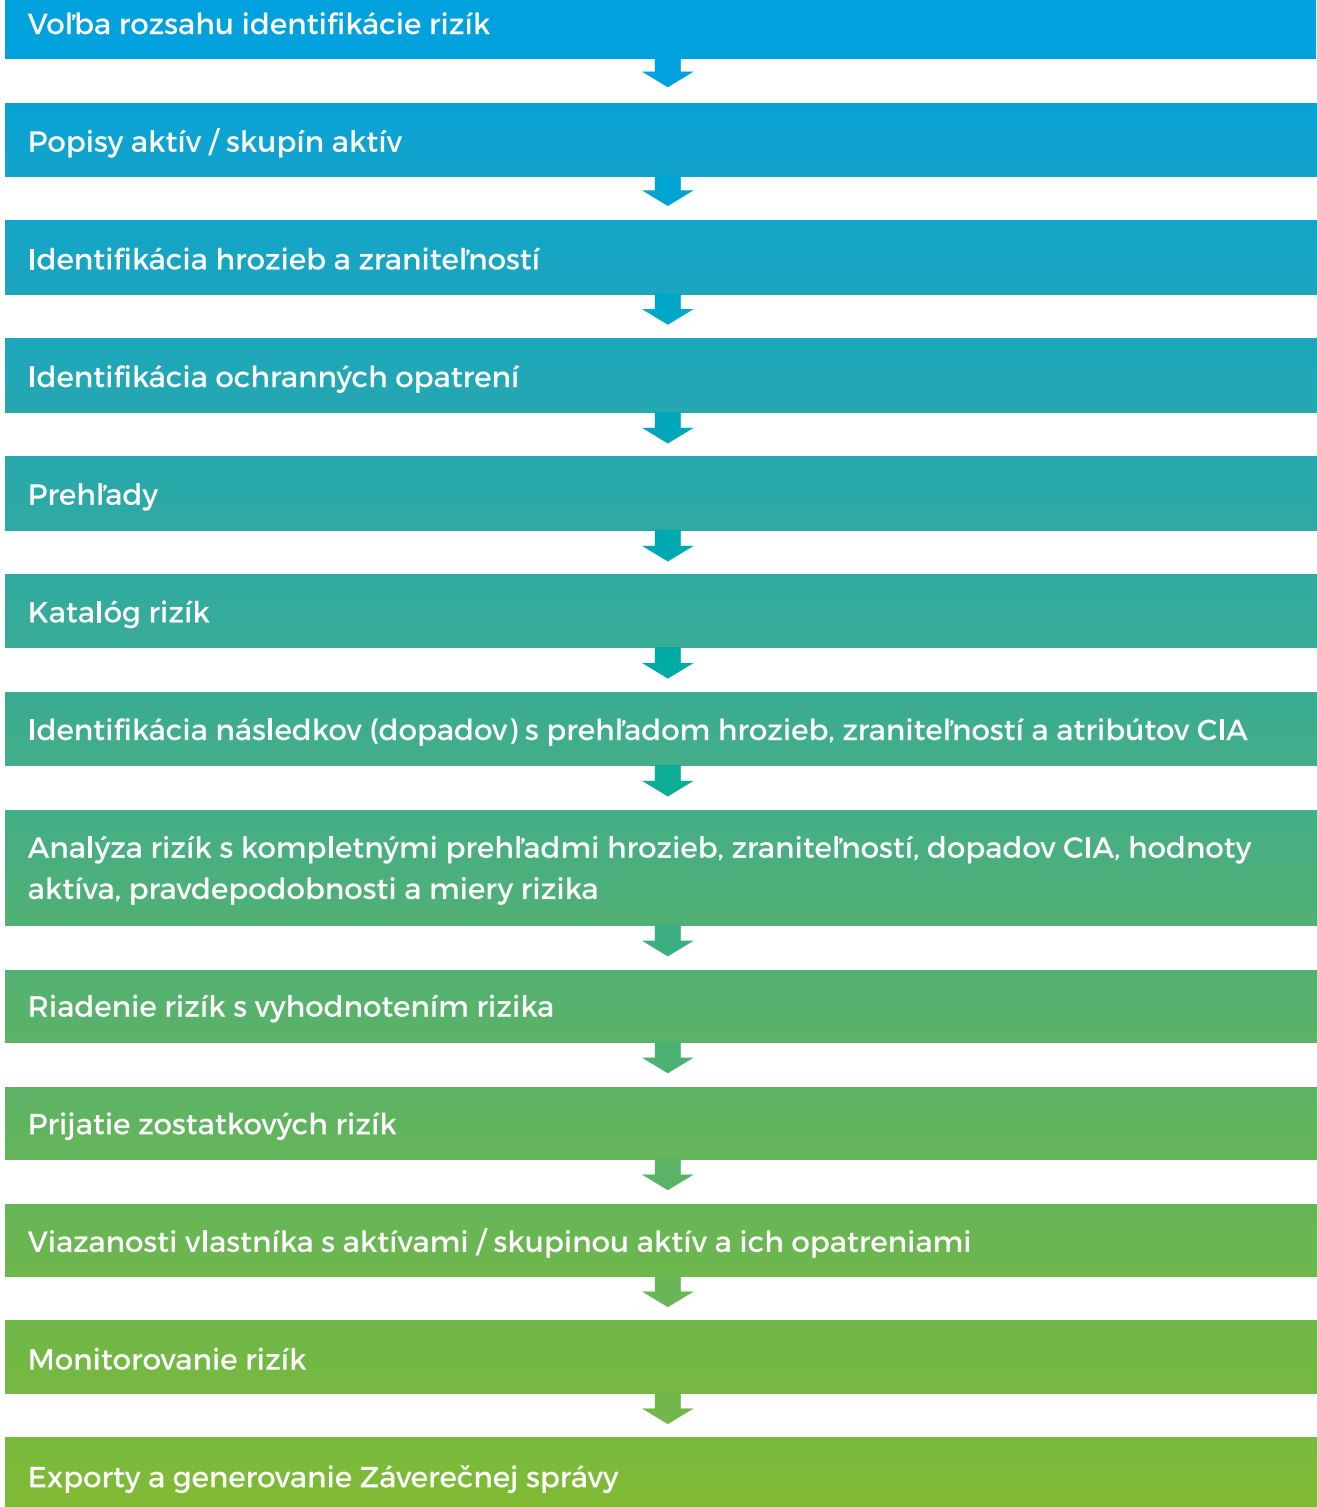 Voľba rozsahu identifikácie rizík
Popisy aktív / skupín aktív
Identifikácia hrozieb a zraniteľností
Identifikácia ochranných opatrení
Prehľady
Katalóg rizík
Identifikácia následkov (dopadov) s prehľadom hrozieb, zraniteľností a atribútov CIA
Analýza rizík s kompletnými prehľadmi hrozieb, zraniteľností, dopadov CIA, hodnoty
aktíva, pravdepodobnosti a miery rizika
Riadenie rizík s vyhodnotením rizika
Prijatie zostatkových rizík
Viazanosti vlastníka s aktívami / skupinou aktív a ich opatreniami
Monitorovanie rizík
Exporty a generovanie Záverečnej správy